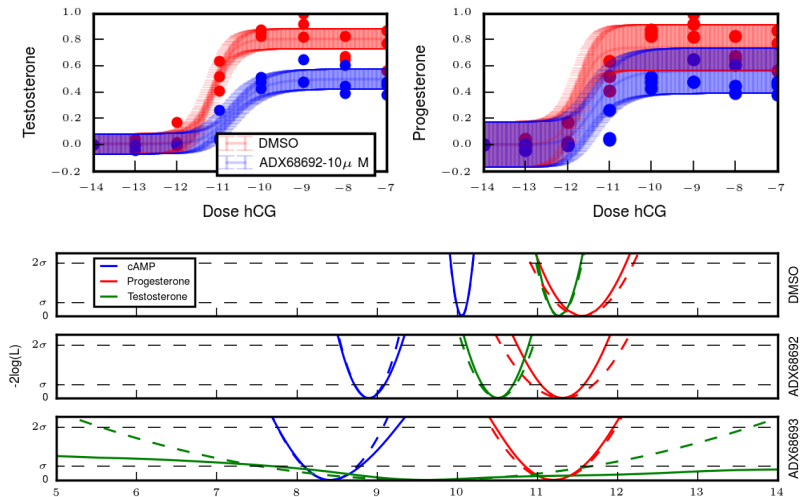 1.0
0.8
0.6
0.4
0.2
0.0
−0.2
Testosterone
−14 −13 −12 −11 −10 −9 −8 −7
Dose hCG
DMSO
ADX68692-10μ M
1.0
0.8
0.6
0.4
0.2
0.0
−0.2
Progesterone
−14 −13 −12 −11 −10 −9 −8 −7
Dose hCG
2σ
σ
0
cAMP
Progesterone
Testosterone
DMSO
-2log(L)
2σ
σ
0
ADX68692
2σ
σ
0
ADX68693
5 6 7 8 9 10 11 12 13 14